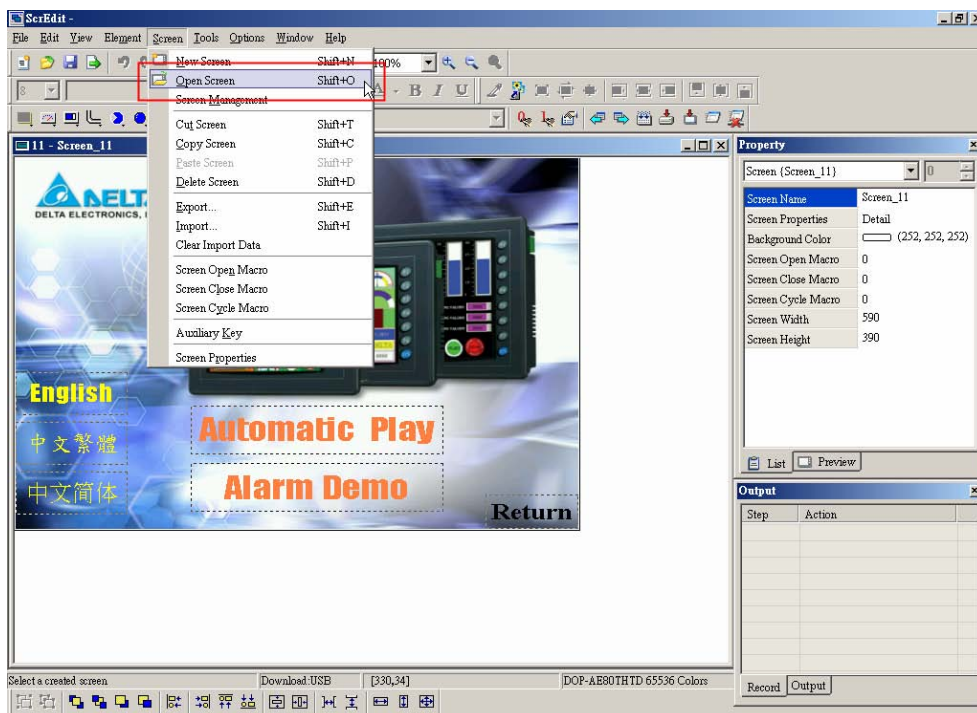 ScrEdit -
File Edit View Element Screen Tools Options Window Help
100%
8
A B I U
New Screen Shift+N
Open Screen Shift+O
Screen Management
Cut Screen Shift+T
Copy Screen Shift+C
Paste Screen Shift+P
Delete Screen Shift+D
Export... Shift+E
Import... Shift+I
Clear Import Data
Screen Open Macro
Screen Close Macro
Screen Cycle Macro
Auxiliary Key
Screen Properties
11 - Screen_11
DELT
DELTA ELECTRONICS, I
English
中文繁體
中文简体
Automatic Play
Alarm Demo
Return
Property
Screen {Screen_11} 0
Screen Name Screen_11
Screen Properties Detail
Background Color (252, 252, 252)
Screen Open Macro 0
Screen Close Macro 0
Screen Cycle Macro 0
Screen Width 590
Screen Height 390
List Preview
Output
Step Action
Record Output
Select a created screen Download:USB [330,34] DOP-AE80THTD 65536 Colors